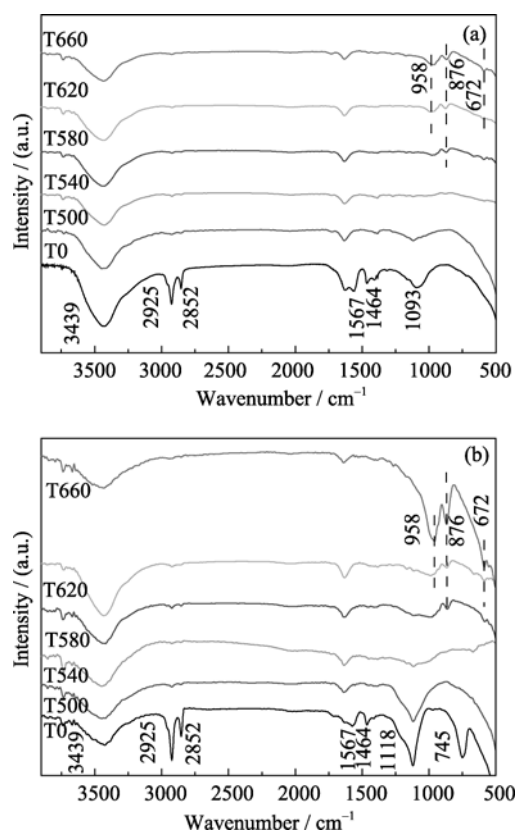 (a)
T660
T620
T580
T540
T500
T0
958
876
672
3439
2925
2852
1567
1464
1093
Intensity / (a.u.)
3500 3000 2500 2000 1500 1000 500
Wavenumber / cm⁻¹
(b)
T660
T620
T580
T540
T500
T0
958
876
672
3439
2925
2852
1567
1464
1118
745
Intensity / (a.u.)
3500 3000 2500 2000 1500 1000 500
Wavenumber / cm⁻¹